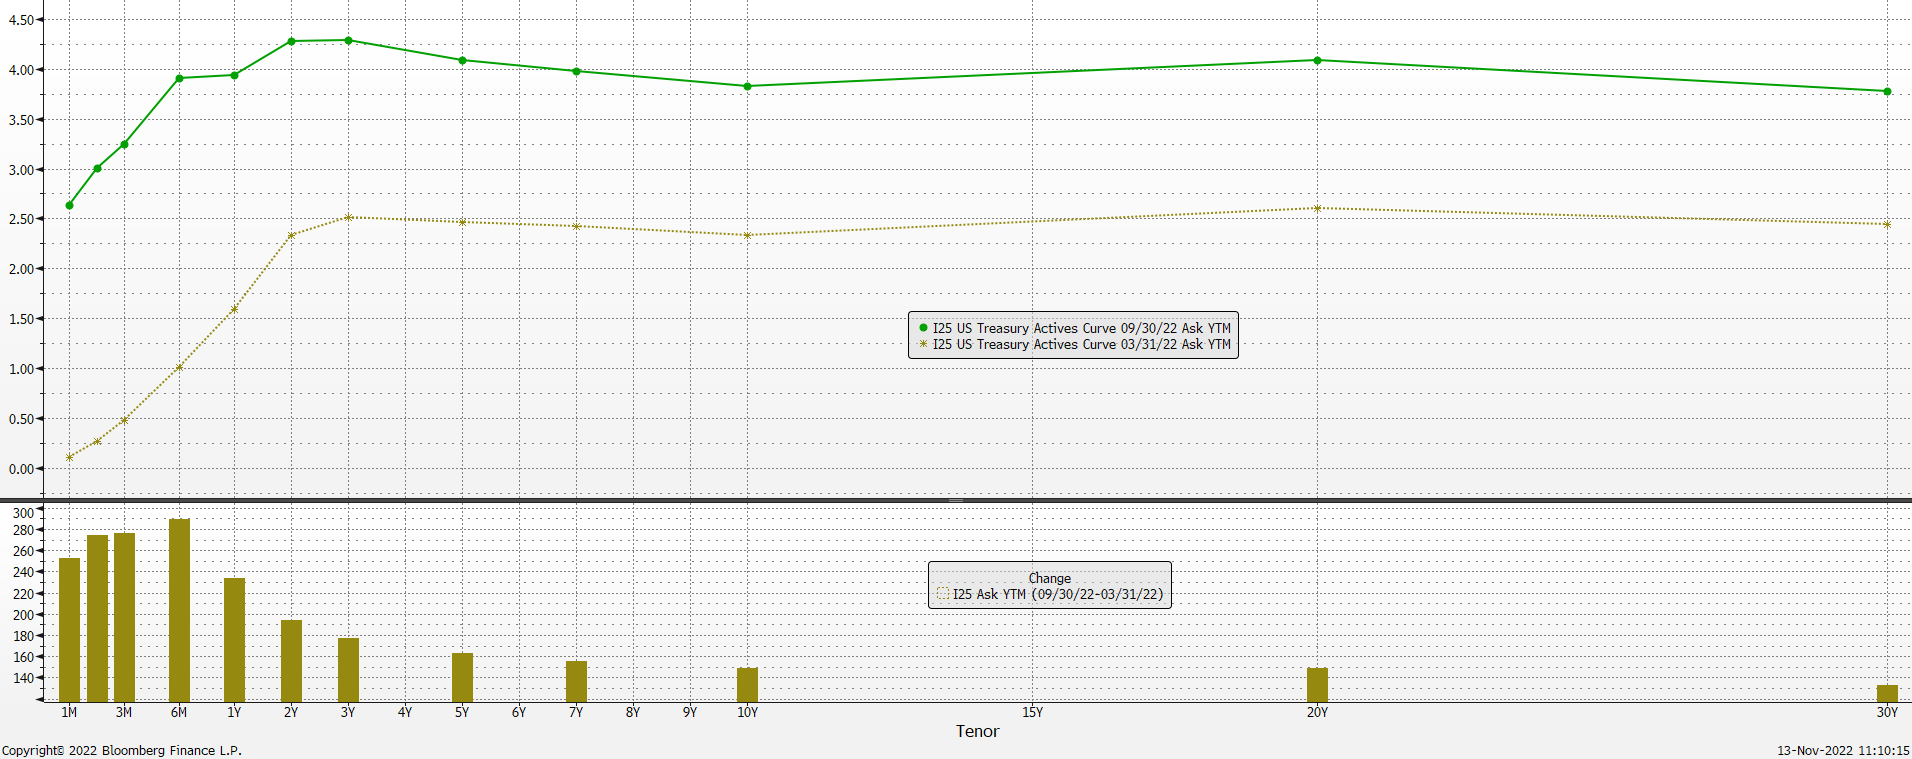 4.50
4.00
3.50
3.00
2.50
2.00
1.50
1.00
0.50
0.00
I25 US Treasury Actives Curve 09/30/22 Ask YTM
I25 US Treasury Actives Curve 03/31/22 Ask YTM
300
280
260
240
220
200
180
160
140
Change
I25 Ask YTM (09/30/22-03/31/22)
1M 3M 6M 1Y 2Y 3Y 4Y 5Y 6Y 7Y 8Y 9Y 10Y 15Y 20Y 30Y
Tenor
Copyright© 2022 Bloomberg Finance L.P. 13-Nov-2022 11:10:15